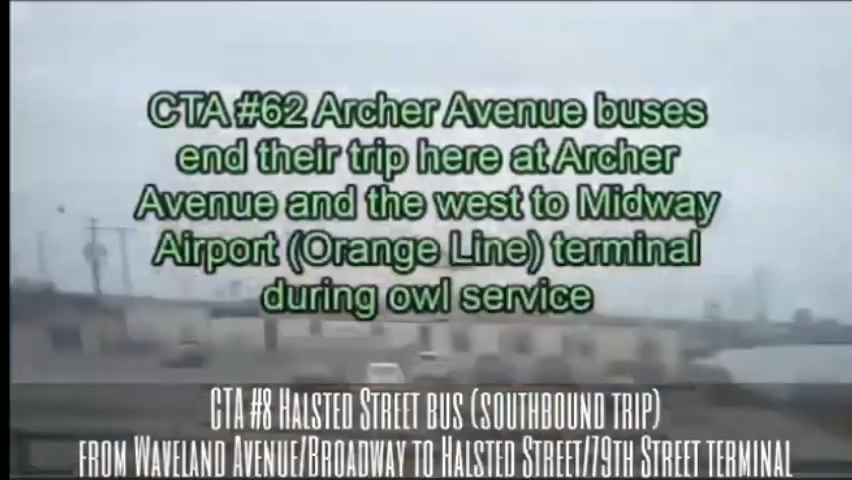 CTA #62 Archer Avenue buses
end their trip here at Archer
Avenue and the west to Midway
Airport (Orange Line) terminal
during owl service
CTA #8 Halsted Street bus (southbound trip)
from Waveland Avenue/Broadway to Halsted Street/79th Street terminal